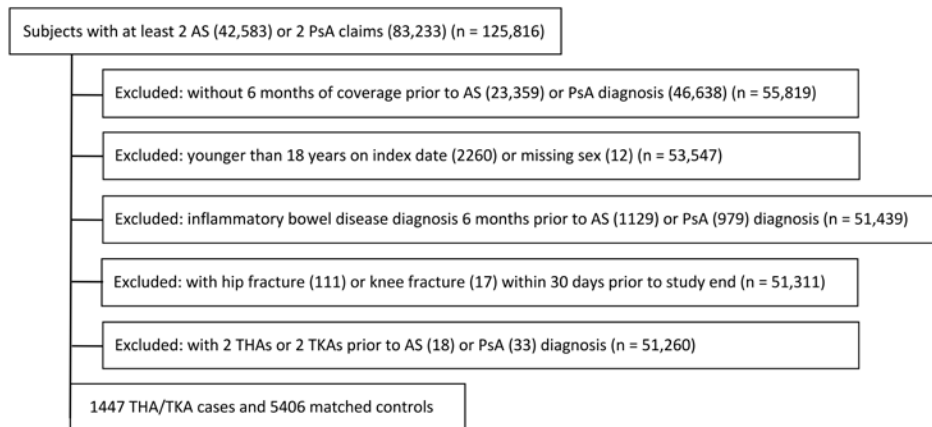 Subjects with at least 2 AS (42,583) or 2 PsA claims (83,233) (n = 125,816)
Excluded: without 6 months of coverage prior to AS (23,359) or PsA diagnosis (46,638) (n = 55,819)
Excluded: younger than 18 years on index date (2260) or missing sex (12) (n = 53,547)
Excluded: inflammatory bowel disease diagnosis 6 months prior to AS (1129) or PsA (979) diagnosis (n = 51,439)
Excluded: with hip fracture (111) or knee fracture (17) within 30 days prior to study end (n = 51,311)
Excluded: with 2 THAs or 2 TKAs prior to AS (18) or PsA (33) diagnosis (n = 51,260)
1447 THA/TKA cases and 5406 matched controls